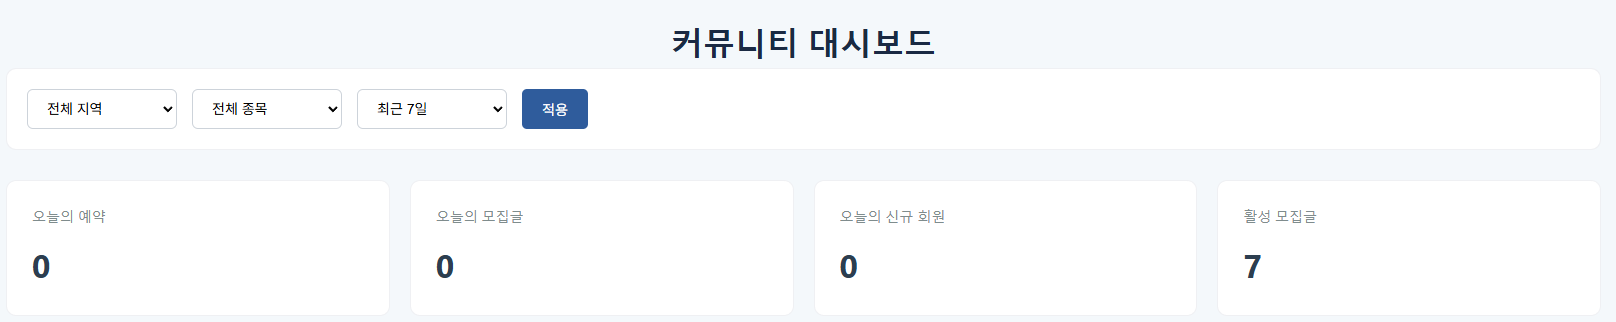 커뮤니티 대시보드
전체 지역 전체 종목 최근 7일 적용
오늘의 예약 오늘의 모집글 오늘의 신규 회원 활성 모집글
0 0 0 7